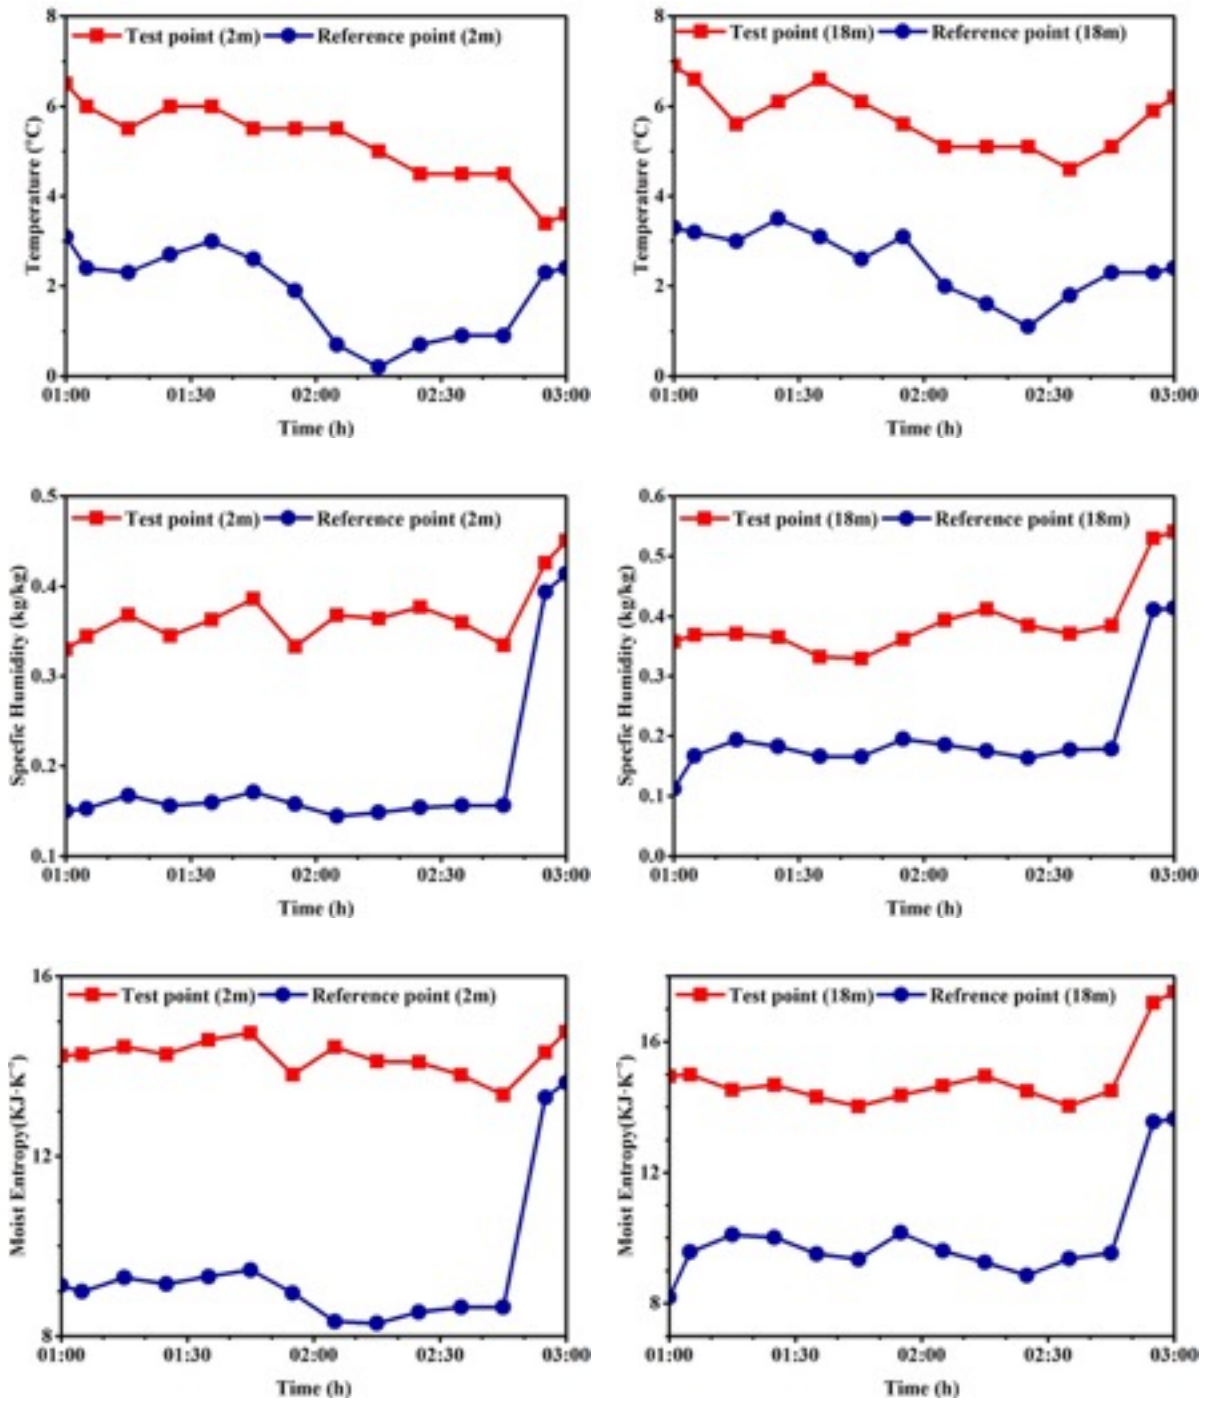 8
6
4
2
0
Temperature (°C)
Test point (2m)
Reference point (2m)
01:00 01:30 02:00 02:30 03:00
Time (h)
8
6
4
2
0
Temperature (°C)
Test point (18m)
Reference point (18m)
01:00 01:30 02:00 02:30 03:00
Time (h)
0.5
0.4
0.3
0.2
0.1
Specfic Humidity (kg/kg)
Test point (2m)
Reference point (2m)
01:00 01:30 02:00 02:30 03:00
Time (h)
0.6
0.5
0.4
0.3
0.2
0.1
0.0
Specfic Humidity (kg/kg)
Test point (18m)
Reference point (18m)
01:00 01:30 02:00 02:30 03:00
Time (h)
16
12
8
Moist Entropy(KJ·K⁻
Test point (2m)
Reference point (2m)
01:00 01:30 02:00 02:30 03:00
Time (h)
16
12
8
Moist Entropy(KJ·K⁻
Test point (18m)
Refrence point (18m)
01:00 01:30 02:00 02:30 03:00
Time (h)